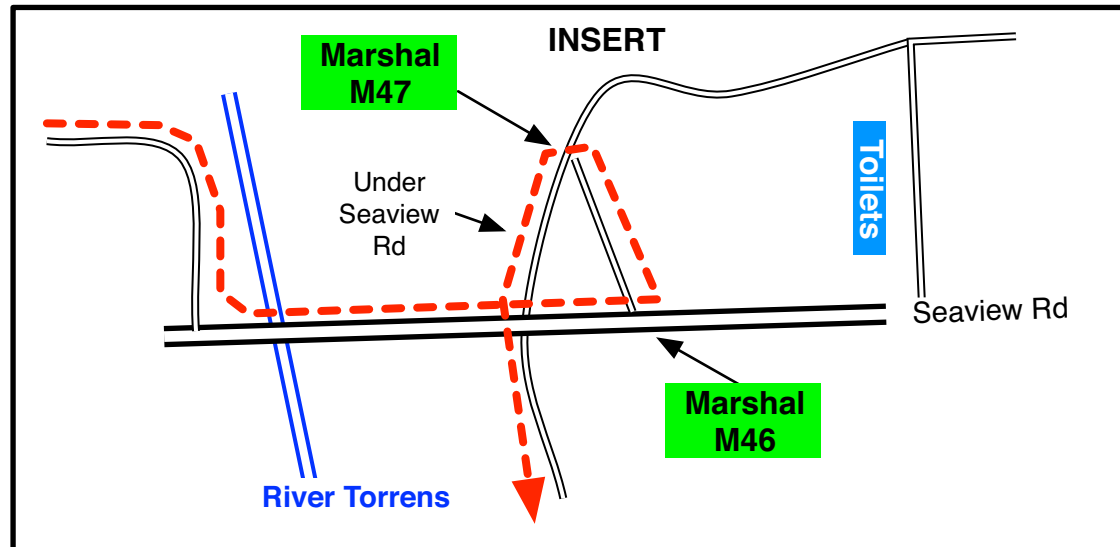 INSERT
Marshal
M47
Under
Seaview
Rd
Toilets
Seaview Rd
Marshal
M46
River Torrens